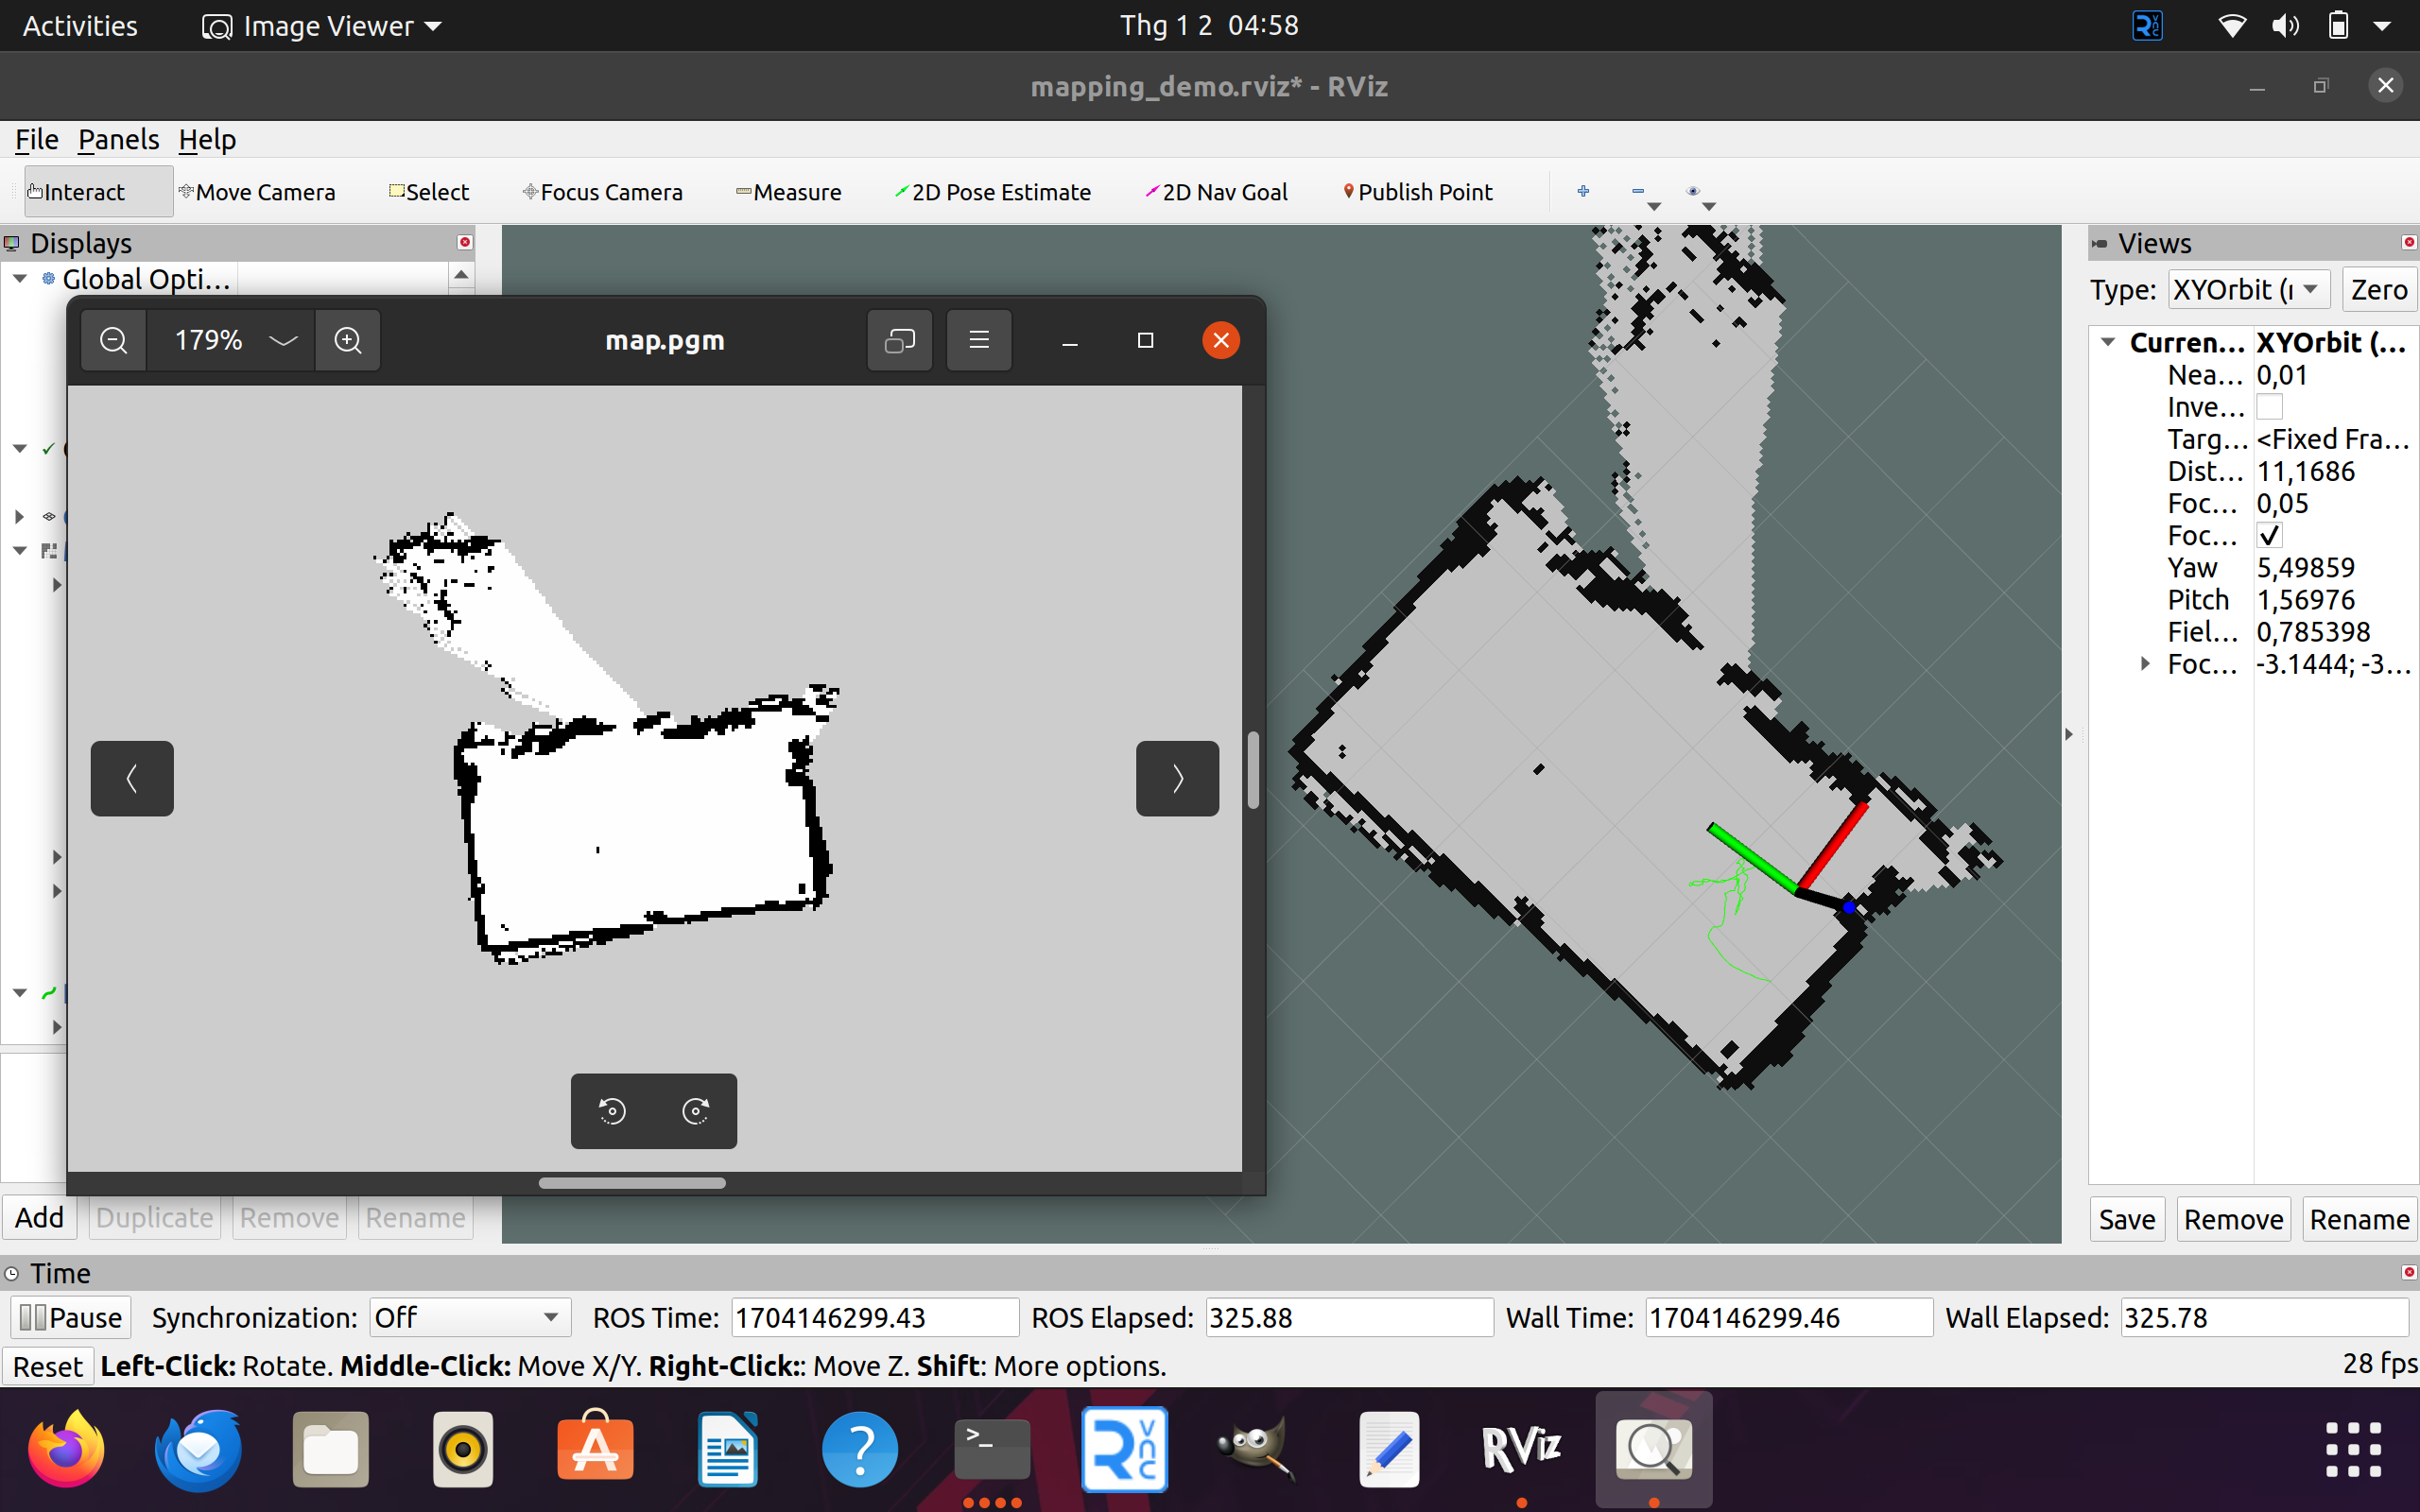 Activities
Image Viewer
Thg 1 2 04:58
mapping_demo.rviz* - RViz
File Panels Help
Interact Move Camera Select Focus Camera Measure 2D Pose Estimate 2D Nav Goal Publish Point
Displays
Global Opti…
179%
map.pgm
Add Duplicate Remove Rename
Views
Type: XYOrbit (r Zero
Curren… XYOrbit (…
Nea… 0,01
Inve…
Targ… <Fixed Fra…
Dist… 11,1686
Foc… 0,05
Foc…
Yaw 5,49859
Pitch 1,56976
Fiel… 0,785398
Foc… -3.1444; -3…
Save Remove Rename
Time
Pause Synchronization: Off ROS Time: 1704146299.43 ROS Elapsed: 325.88 Wall Time: 1704146299.46 Wall Elapsed: 325.78
Reset Left-Click: Rotate. Middle-Click: Move X/Y. Right-Click:: Move Z. Shift: More options. 28 fps
RViz